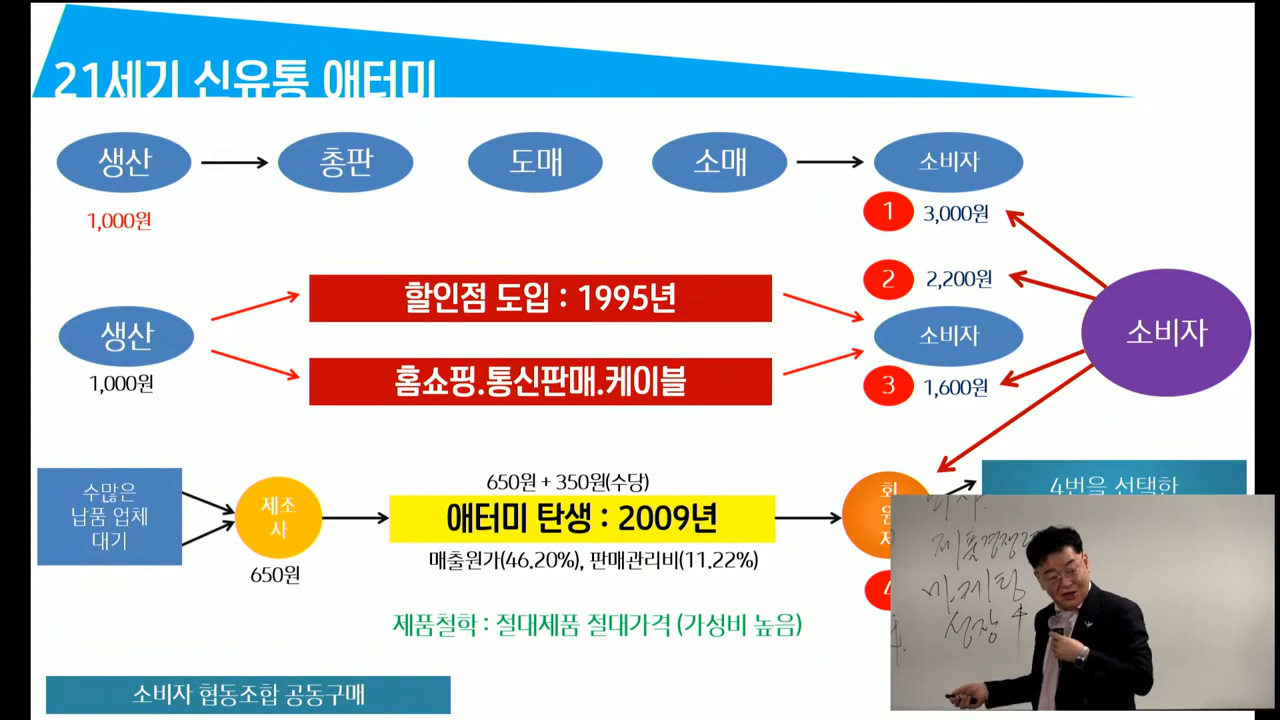 21세기 신유통 애터미
생산
총판
도매
소매
소비자
1,000원
1
3,000원
2
2,200원
할인점 도입 : 1995년
생산
소비자
소비자
1,000원
홈쇼핑.통신판매.케이블
3
1,600원
650원 + 350원(수당)
수많은
납품 업체
대기
제조
사
애터미 탄생 : 2009년
회
원
4번을 선택한
650원
매출원가(46.20%), 판매관리비(11.22%)
4
제품철학 : 절대제품 절대가격 (가성비 높음)
소비자 협동조합 공동구매
마케팅
성장